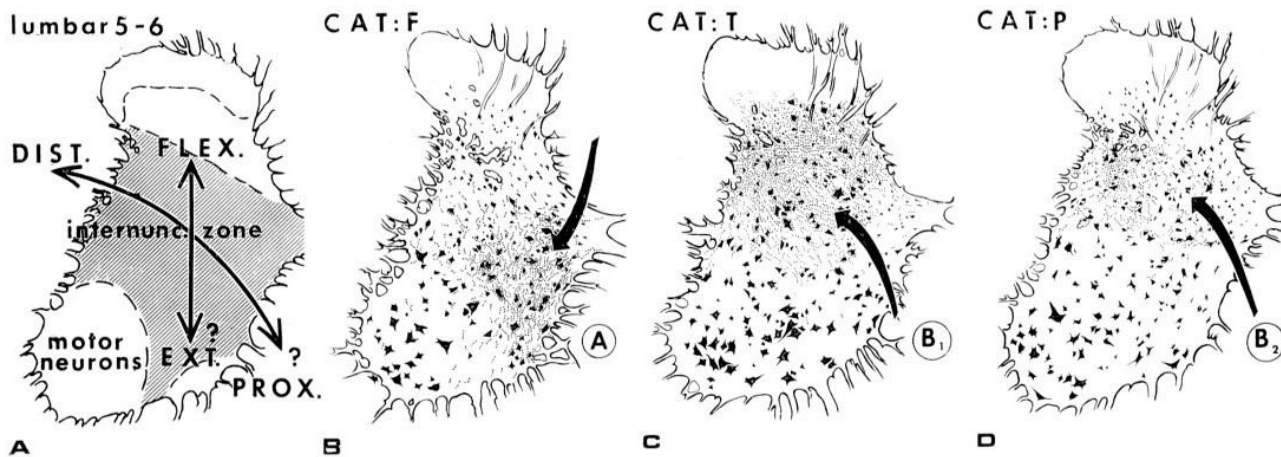 lumbar 5-6
DIST.
FLEX.
internunc. zone
motor
neurons
EXT.
?
?
PROX.
A
CAT:F
A
B
CAT:T
B₁
C
CAT:P
B₂
D